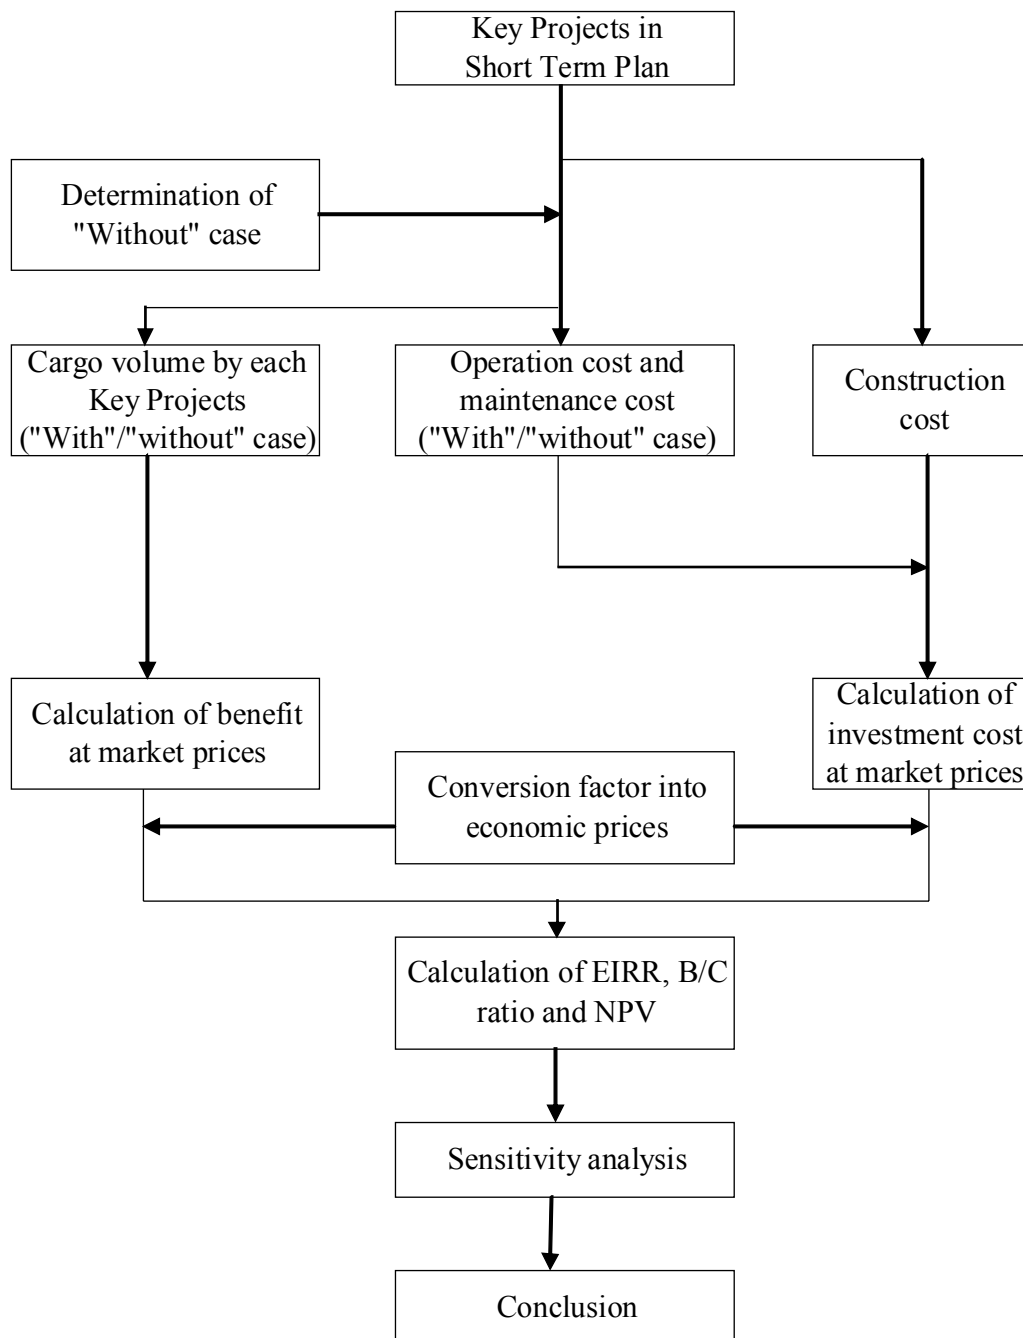 Key Projects in
Short Term Plan
Determination of
"Without" case
Cargo volume by each
Key Projects
("With"/"without" case)
Operation cost and
maintenance cost
("With"/"without" case)
Construction
cost
Calculation of benefit
at market prices
Calculation of
investment cost
at market prices
Conversion factor into
economic prices
Calculation of EIRR, B/C
ratio and NPV
Sensitivity analysis
Conclusion